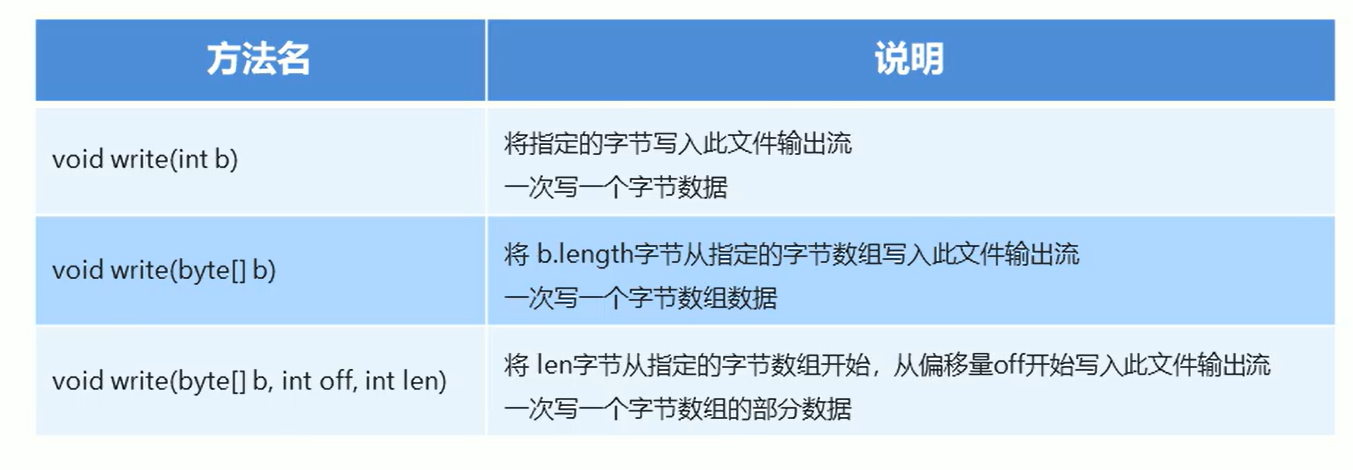 方法名
说明
void write(int b)
将指定的字节写入此文件输出流
一次写一个字节数据
void write(byte[] b)
将 b.length字节从指定的字节数组写入此文件输出流
一次写一个字节数组数据
void write(byte[] b, int off, int len)
将 len字节从指定的字节数组开始，从偏移量off开始写入此文件输出流
一次写一个字节数组的部分数据